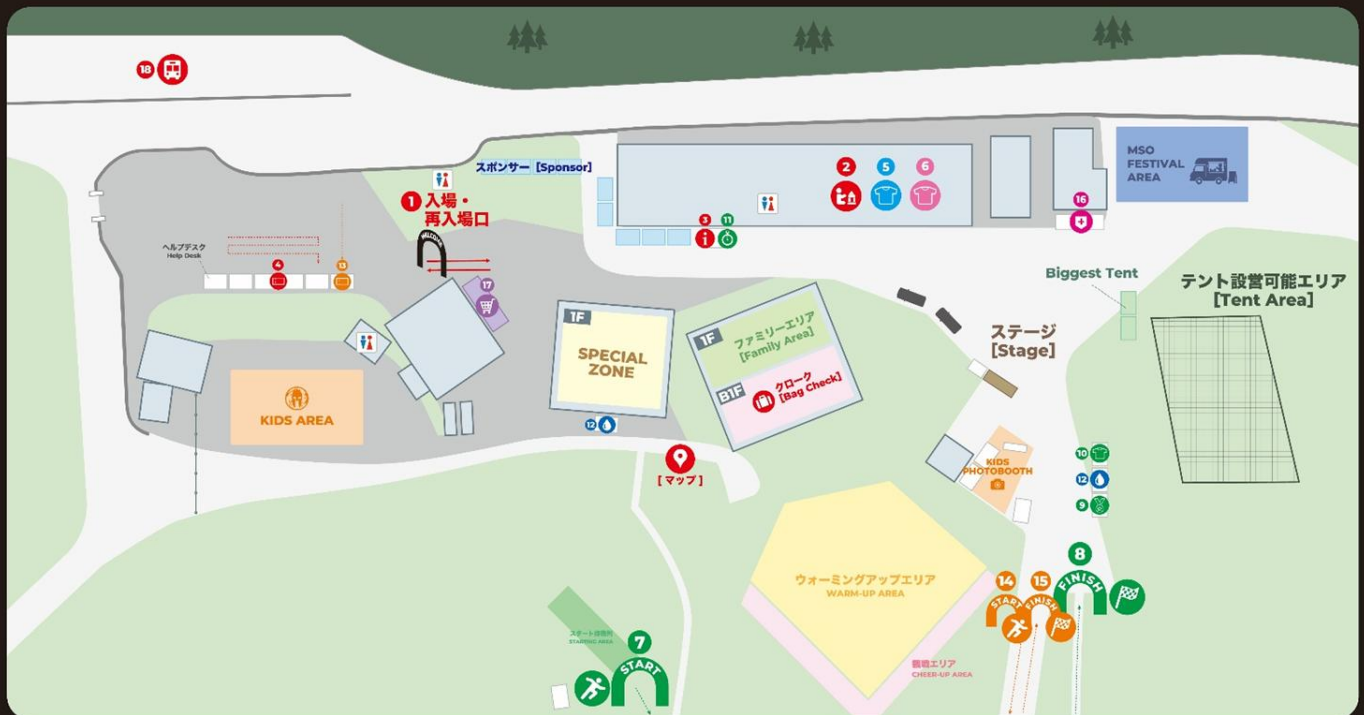 18
スポンサー [Sponsor]
1 入場・
再入場口
WELCOME
2
5
6
3
11
16
MSO
FESTIVAL
AREA
ヘルプデスク
Help Desk
4
13
17
Biggest Tent
テント設営可能エリア
[Tent Area]
1F
SPECIAL
ZONE
1F
ファミリーエリア
[Family Area]
B1F
クローク
[Bag Check]
ステージ
[Stage]
KIDS AREA
12
[マップ]
KIDS
PHOTOBOOTH
10
12
9
8
FINISH
14
START
15
FINISH
ウォーミングアップエリア
WARM-UP AREA
STARTING AREA
7
START
観戦エリア
CHEER-UP AREA